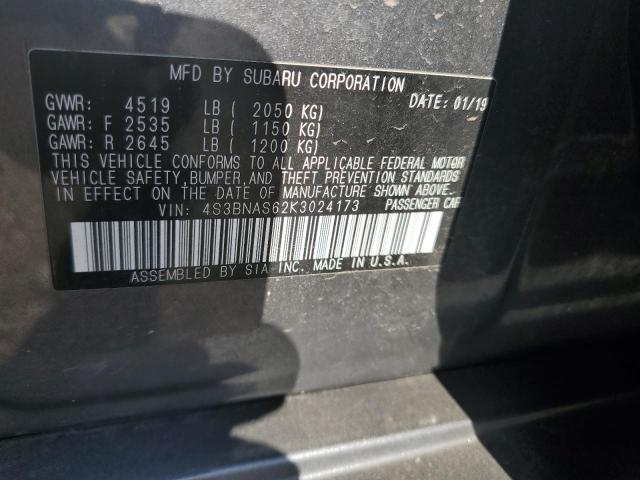 MFD BY SUBARU CORPORATION
GVWR: 4519 LB ( 2050 KG) DATE: 01/19
GAWR: F 2535 LB ( 1150 KG)
GAWR: R 2645 LB ( 1200 KG)
THIS VEHICLE CONFORMS TO ALL APPLICABLE FEDERAL MOTOR
VEHICLE SAFETY, BUMPER, AND THEFT PREVENTION STANDARDS
IN EFFECT ON THE DATE OF MANUFACTURE SHOWN ABOVE.
VIN: 4S3BNAS62K3024173 PASSENGER CAR
ASSEMBLED BY SIA INC. MADE IN U.S.A.